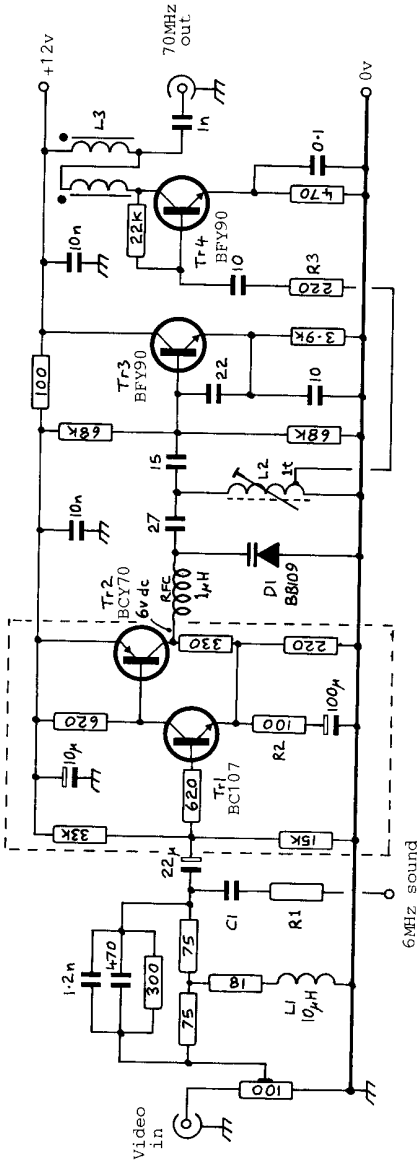 Video in
100
1.2n
470
300
75
75
18
L1
10μH
C1
R1
6MHz sound
22μ
33K
15K
10μ
620
620
Tr1
BC107
Tr2
BCY70
6v dc
330
220
100
R2
100μ
RFC
1μH
10n
27
D1
BB109
15
L2
1t
68K
68K
100
Tr3
BFY90
22
10
3·9K
10n
22K
Tr4
BFY90
10
220
R3
L3
1n
70MHz out
0·1
470
+12v
0v